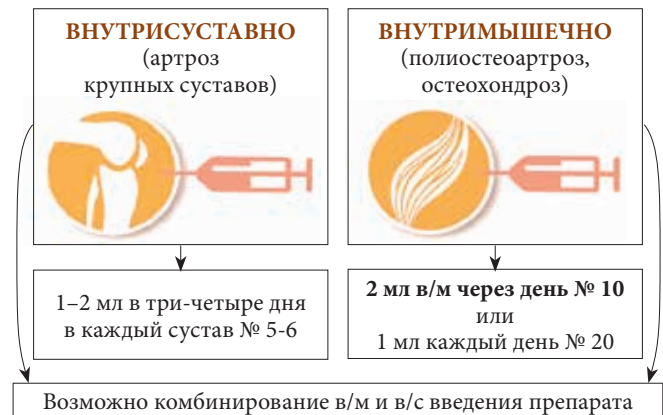 ВНУТРИСУСТАВНО
(артроз
крупных суставов)
1–2 мл в три-четыре дня
в каждый сустав № 5-6
ВНУТРИМЫШЕЧНО
(полиостеоартроз,
остеохондроз)
2 мл в/м через день № 10
или
1 мл каждый день № 20
Возможно комбинирование в/м и в/с введения препарата